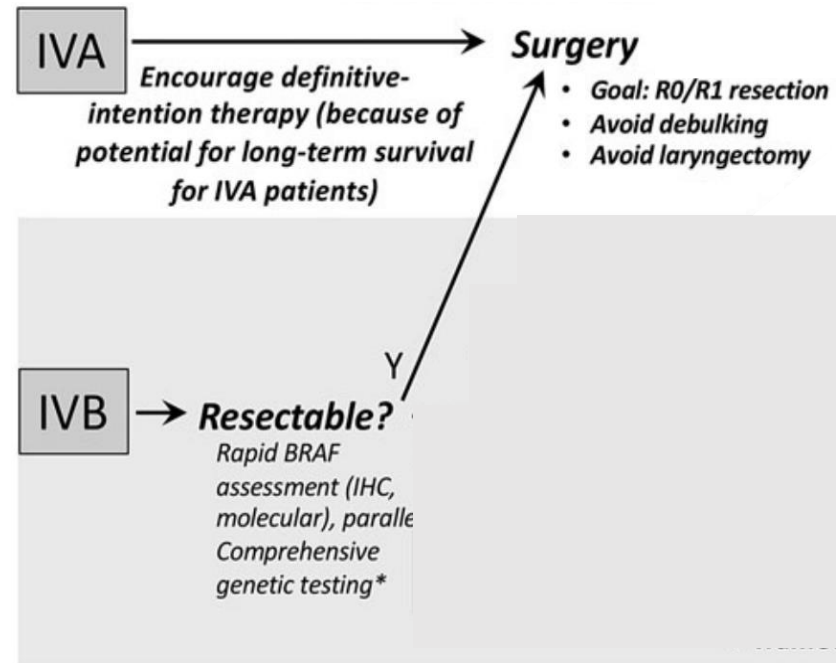 IVA
Surgery
Encourage definitive-
intention therapy (because of
potential for long-term survival
for IVA patients)
• Goal: R0/R1 resection
• Avoid debulking
• Avoid laryngectomy
Y
IVB
Resectable?
Rapid BRAF
assessment (IHC,
molecular), paralle
Comprehensive
genetic testing*